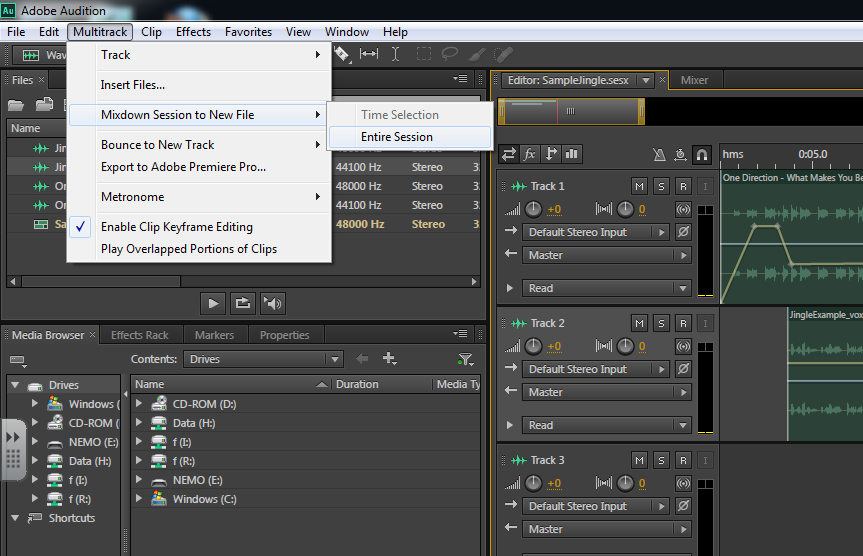 Au Adobe Audition
File Edit Multitrack Clip Effects Favorites View Window Help
Wav
Track
Insert Files...
Mixdown Session to New File
Time Selection
Entire Session
Bounce to New Track
Export to Adobe Premiere Pro...
Metronome
Enable Clip Keyframe Editing
Play Overlapped Portions of Clips
Files ×
Name
Jin
Jin 44100 Hz Stereo 3
On 48000 Hz Stereo 3
On 44100 Hz Stereo 3
Sa 48000 Hz Stereo 3
Media Browser × Effects Rack Markers Properties
Contents: Drives
Drives
Windows (
CD-ROM (
NEMO (E:)
Data (H:)
f (I:)
f (R:)
Shortcuts
Name Duration Media Ty
CD-ROM (D:)
Data (H:)
f (I:)
f (R:)
NEMO (E:)
Windows (C:)
Editor: SampleJingle.sesx × Mixer
fx
hms 0:05.0
Track 1 M S R I
+0 0
Default Stereo Input
Master
Read
One Direction - What Makes You Be
Track 2 M S R I
+0 0
Default Stereo Input
Master
Read
JingleExample_vox
Track 3 M S R I
+0 0
Default Stereo Input
Master